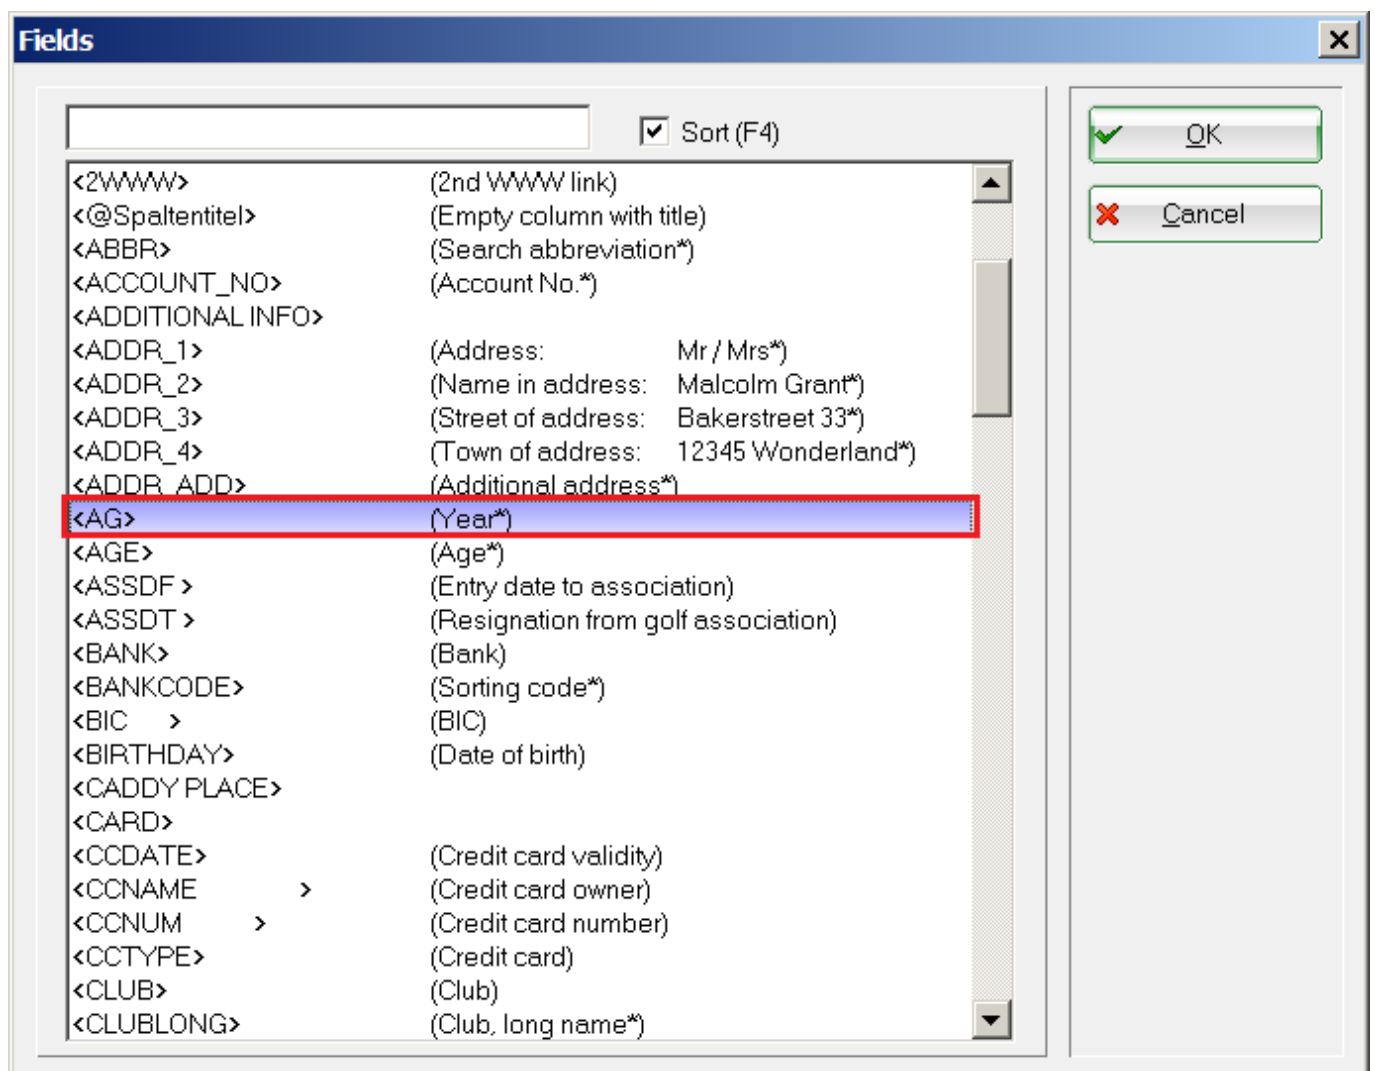 Fields
Sort (F4)
OK
Cancel
<2WWW> (2nd WWW link)
<@Spaltentitel> (Empty column with title)
<ABBR> (Search abbreviation*)
<ACCOUNT_NO> (Account No.*)
<ADDITIONAL INFO>
<ADDR_1> (Address: Mr / Mrs*)
<ADDR_2> (Name in address: Malcolm Grant*)
<ADDR_3> (Street of address: Bakerstreet 33*)
<ADDR_4> (Town of address: 12345 Wonderland*)
<ADDR_ADD> (Additional address*)
<AG> (Year*)
<AGE> (Age*)
<ASSDF > (Entry date to association)
<ASSDT > (Resignation from golf association)
<BANK> (Bank)
<BANKCODE> (Sorting code*)
<BIC > (BIC)
<BIRTHDAY> (Date of birth)
<CADDY PLACE>
<CARD>
<CCDATE> (Credit card validity)
<CCNAME > (Credit card owner)
<CCNUM > (Credit card number)
<CCTYPE> (Credit card)
<CLUB> (Club)
<CLUBLONG> (Club, long name*)